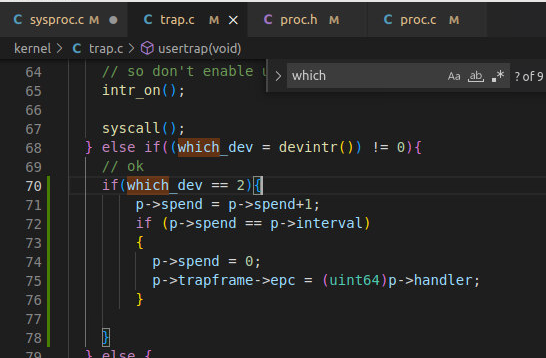 C sysproc.c M ● C trap.c M × C proc.h M C proc.c M
kernel > C trap.c > usertrap(void)
which Aa ab .* ? of 9
64 // so don't enable
65 intr_on();
66
67 syscall();
68 } else if((which_dev = devintr()) != 0){
69 // ok
70 if(which_dev == 2){
71 p->spend = p->spend+1;
72 if (p->spend == p->interval)
73 {
74 p->spend = 0;
75 p->trapframe->epc = (uint64)p->handler;
76 }
77
78 }
79 } else {